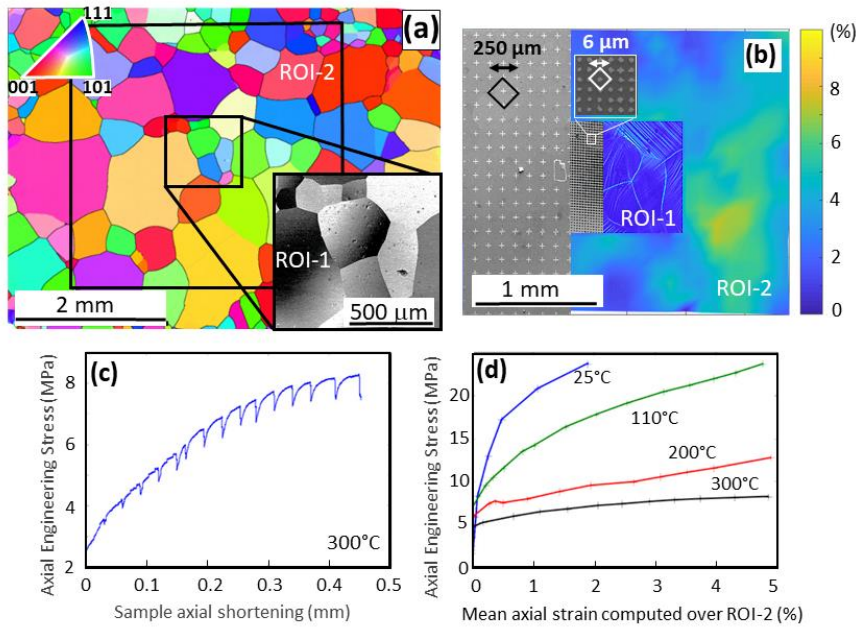 111
001
101
(a)
ROI-2
ROI-1
2 mm
500 µm
250 µm
6 µm
(b)
ROI-1
ROI-2
1 mm
(%)
10
8
6
4
2
0
(c)
Axial Engineering Stress (MPa)
8
6
4
2
0
0.1
0.2
0.3
0.4
0.5
300°C
Sample axial shortening (mm)
(d)
Axial Engineering Stress (MPa)
20
15
10
5
0
0
1
2
3
4
5
25°C
110°C
200°C
300°C
Mean axial strain computed over ROI-2 (%)